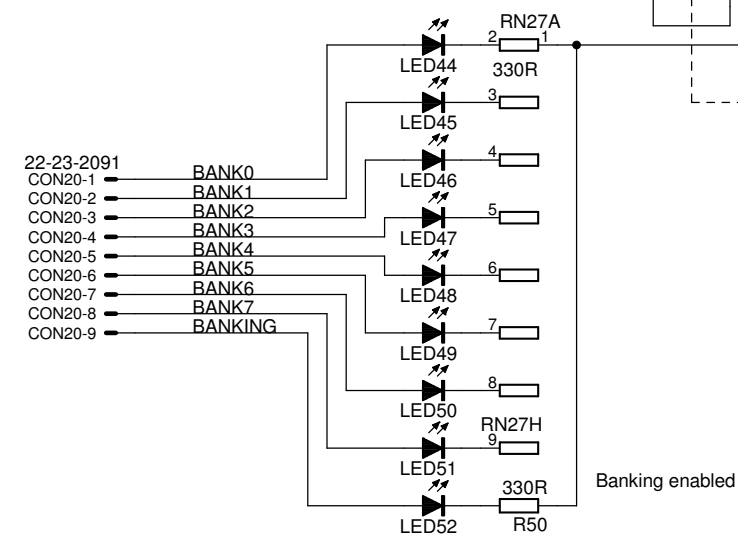 RN27A
2 1
LED44 330R
3
LED45
4
22-23-2091
CON20-1 BANK0
LED46
CON20-2 BANK1
CON20-3 BANK2
5
CON20-4 BANK3
LED47
CON20-5 BANK4
CON20-6 BANK5
6
CON20-7 BANK6
LED48
CON20-8 BANK7
CON20-9 BANKING
7
LED49
8
LED50
RN27H
9
LED51
Banking enabled
330R
LED52 R50